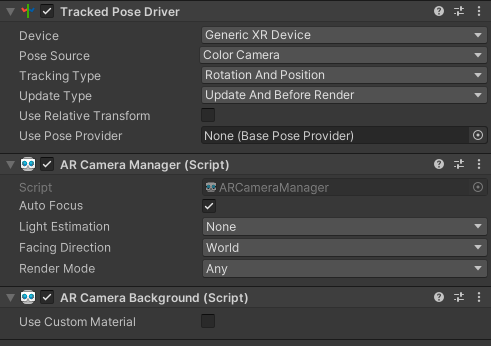 Tracked Pose Driver
Device Generic XR Device
Pose Source Color Camera
Tracking Type Rotation And Position
Update Type Update And Before Render
Use Relative Transform
Use Pose Provider None (Base Pose Provider)
AR Camera Manager (Script)
Script ARCameraManager
Auto Focus
Light Estimation None
Facing Direction World
Render Mode Any
AR Camera Background (Script)
Use Custom Material